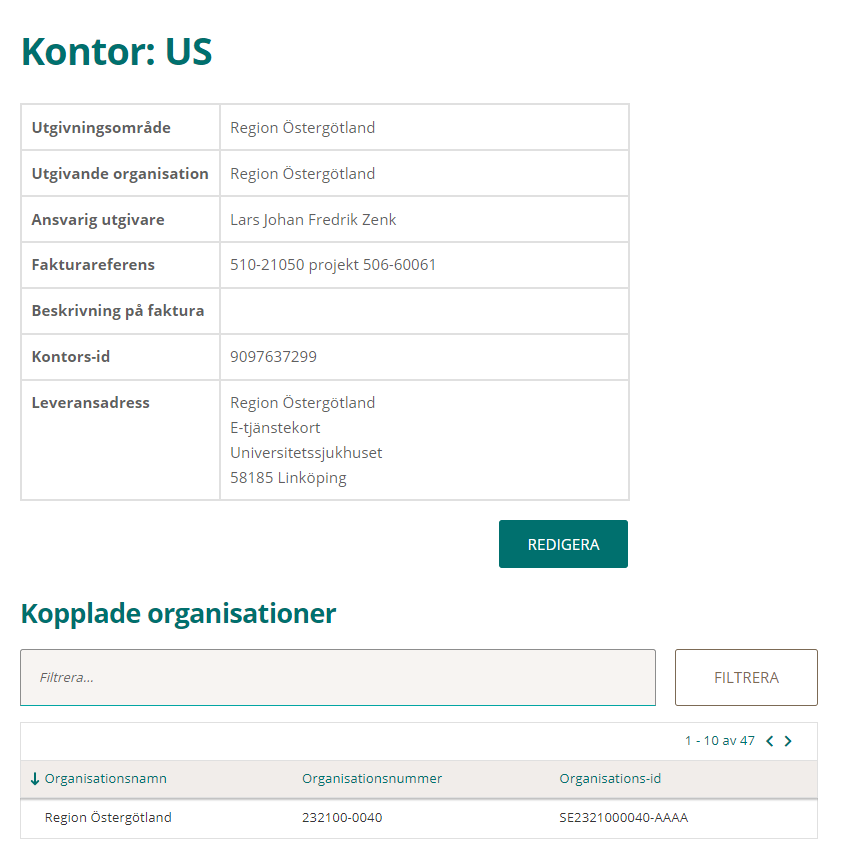 Kontor: US
Utgivningsområde Region Östergötland
Utgivande organisation Region Östergötland
Ansvarig utgivare Lars Johan Fredrik Zenk
Fakturareferens 510-21050 projekt 506-60061
Beskrivning på faktura
Kontors-id 9097637299
Leveransadress Region Östergötland
E-tjänstekort
Universitetssjukhuset
58185 Linköping
REDIGERA
Kopplade organisationer
Filtrera... FILTRERA
1 - 10 av 47
Organisationsnamn Organisationsnummer Organisations-id
Region Östergötland 232100-0040 SE2321000040-AAAA